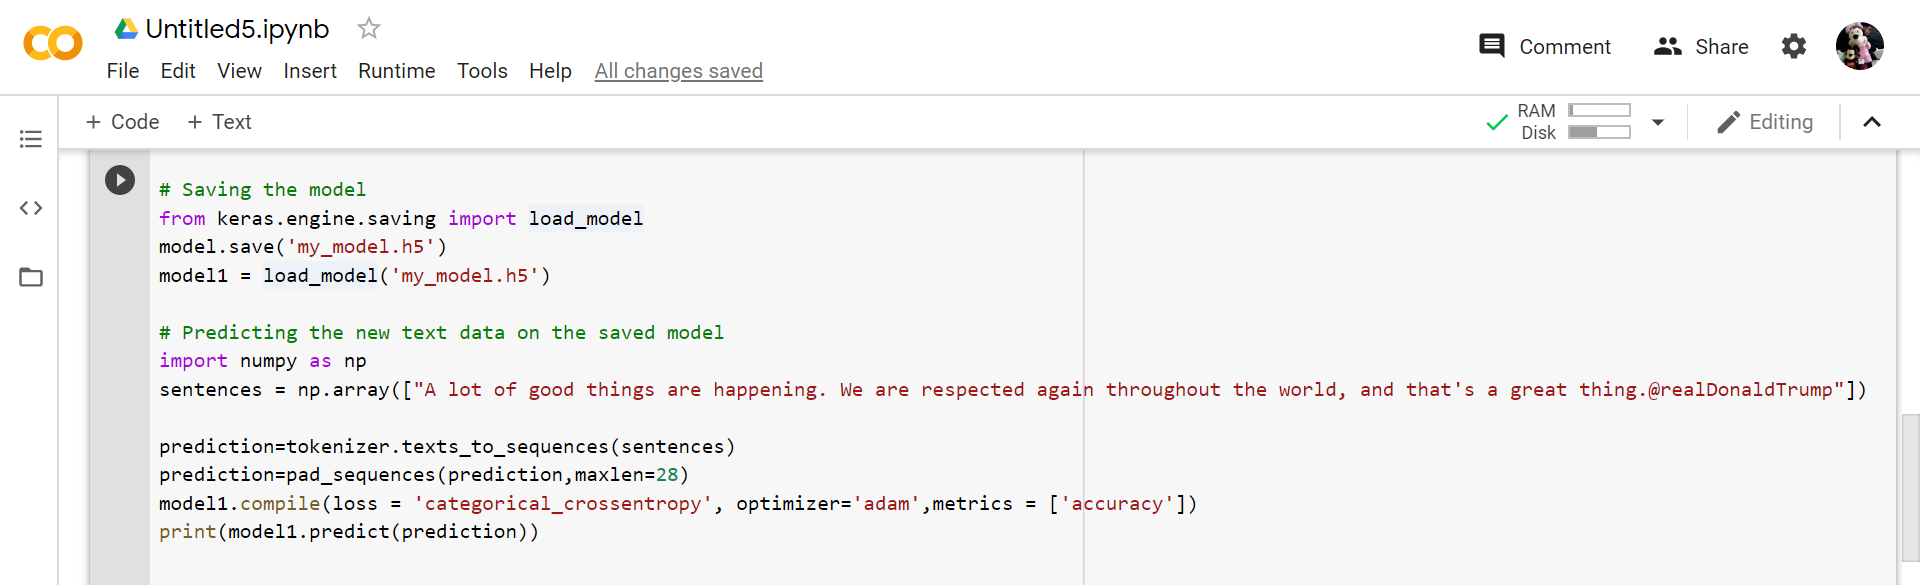 Untitled5.ipynb
File Edit View Insert Runtime Tools Help All changes saved
Comment Share
+ Code + Text
RAM
Disk
Editing
# Saving the model
from keras.engine.saving import load_model
model.save('my_model.h5')
model1 = load_model('my_model.h5')
# Predicting the new text data on the saved model
import numpy as np
sentences = np.array(["A lot of good things are happening. We are respected again throughout the world, and that's a great thing.@realDonaldTrump"])
prediction=tokenizer.texts_to_sequences(sentences)
prediction=pad_sequences(prediction,maxlen=28)
model1.compile(loss = 'categorical_crossentropy', optimizer='adam',metrics = ['accuracy'])
print(model1.predict(prediction))